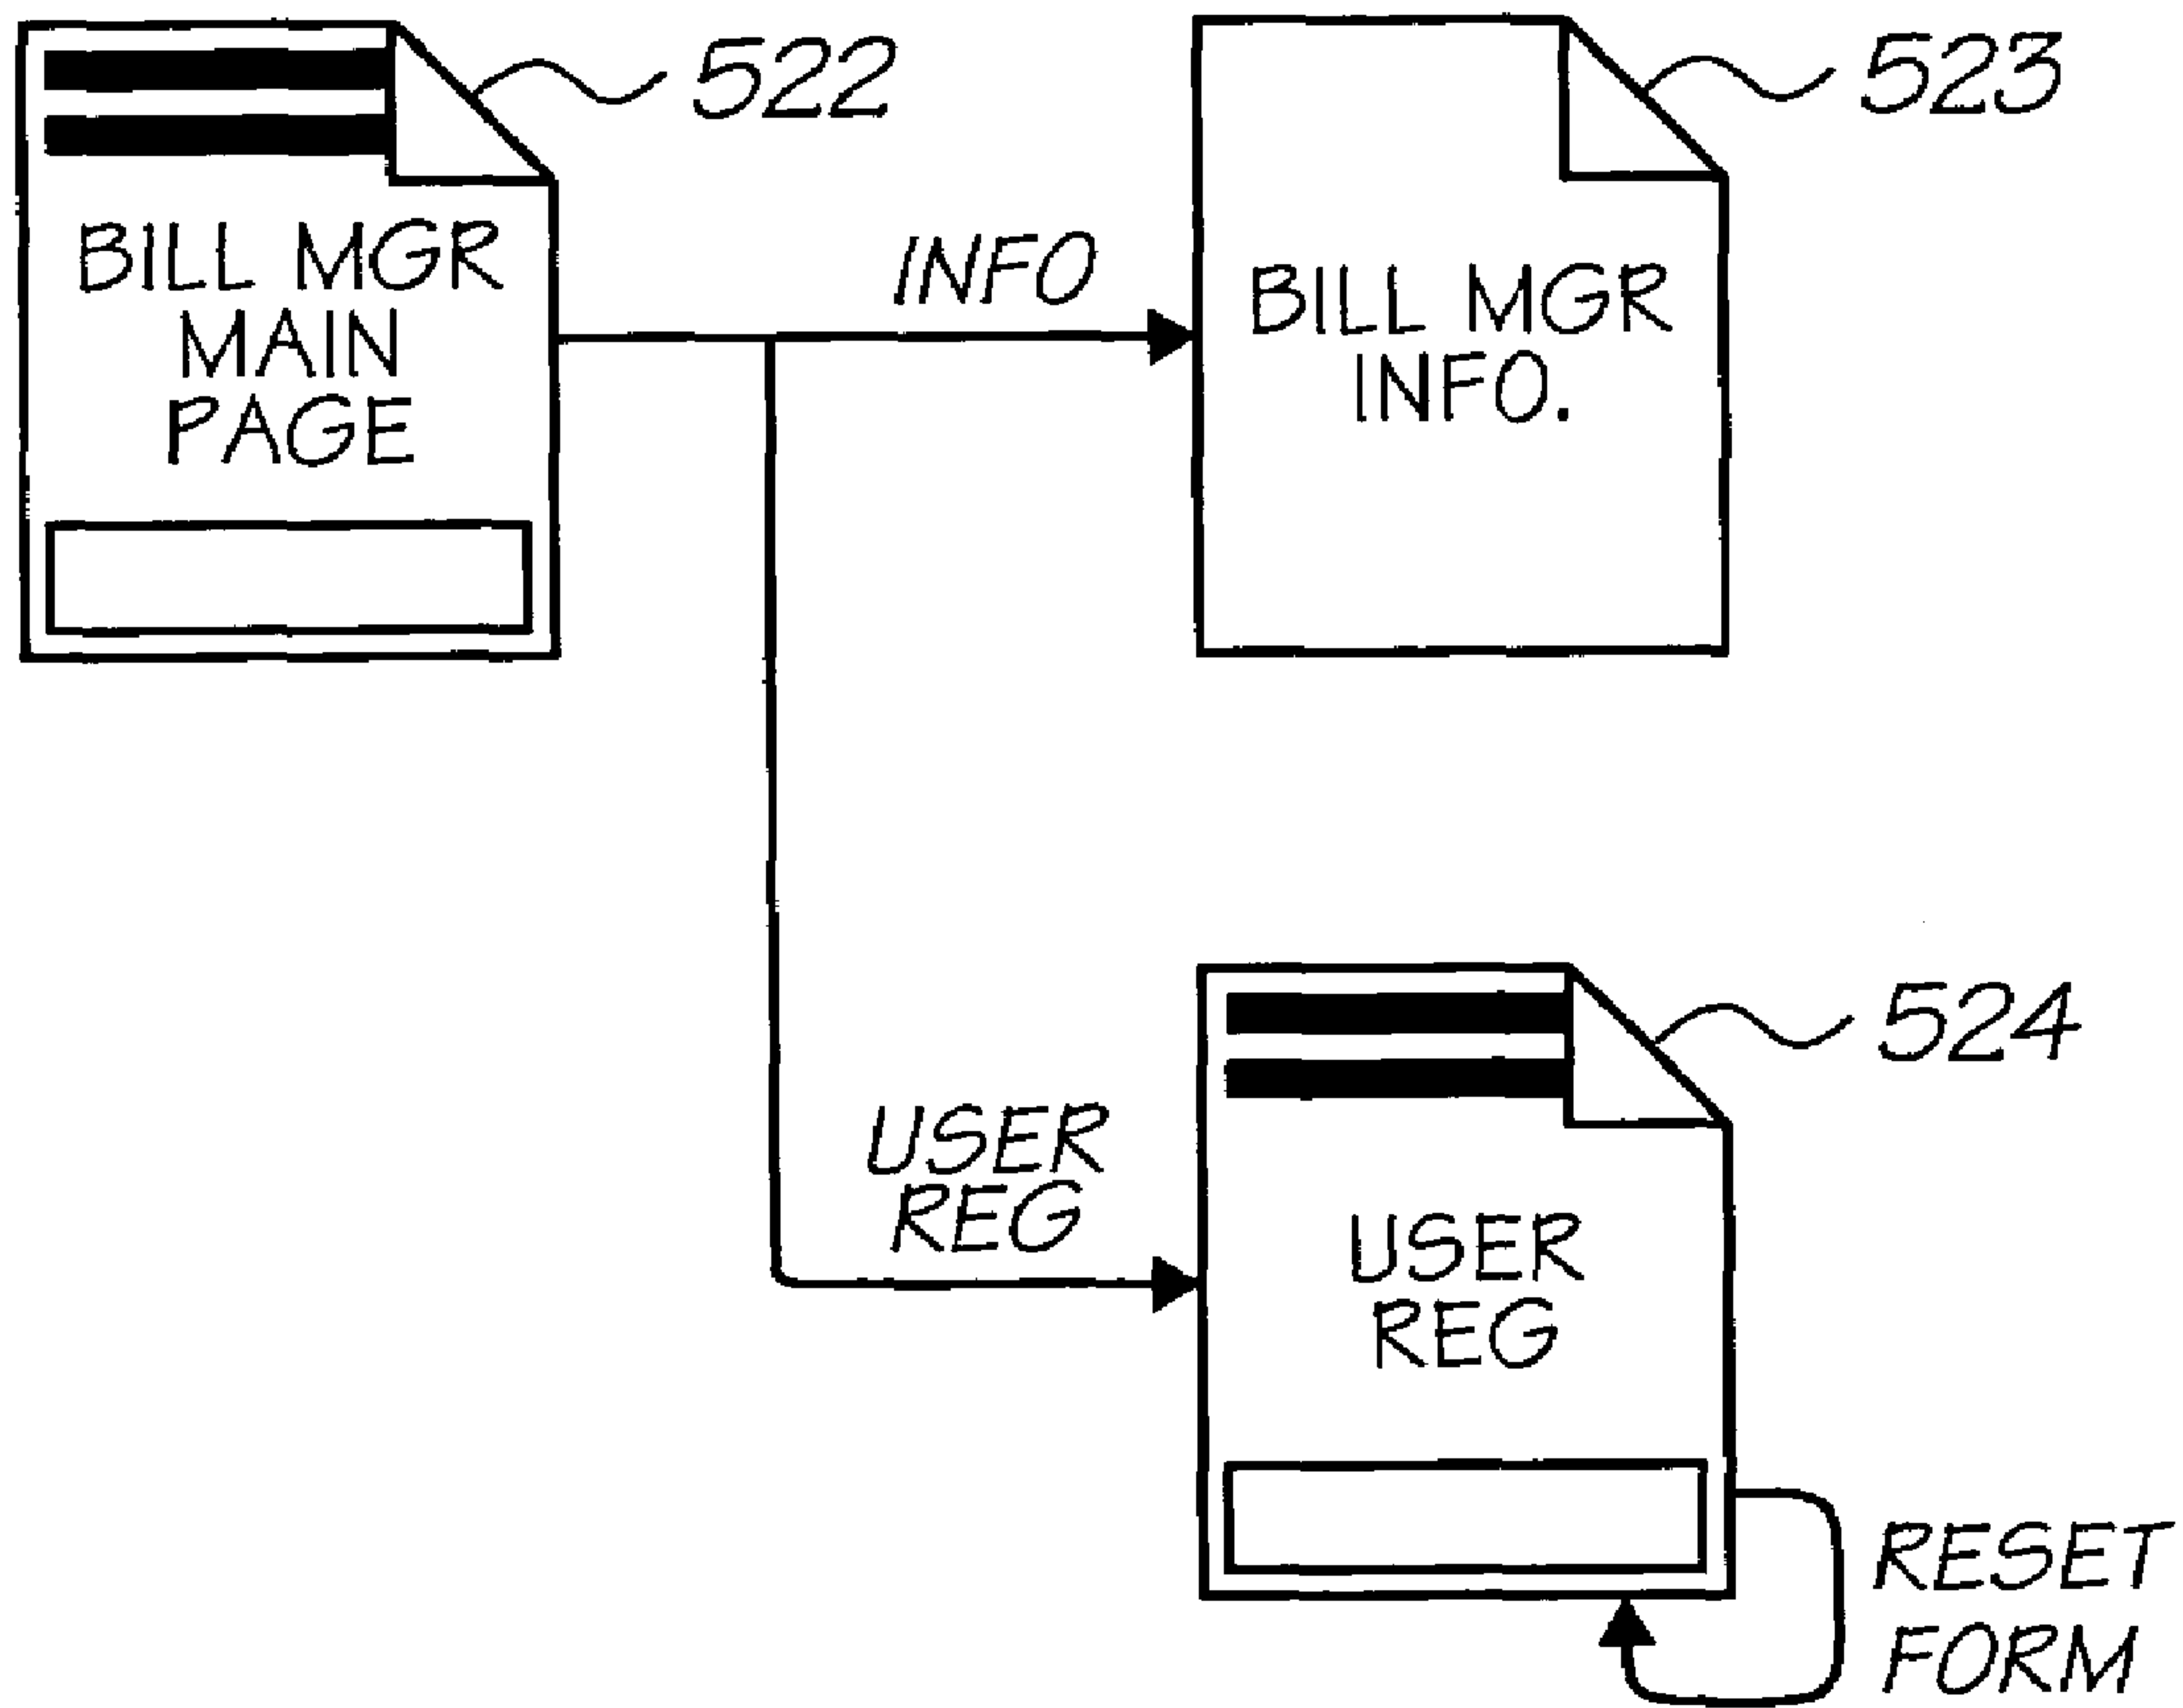 522
BILL MGR
MAIN
PAGE
INFO
523
BILL MGR
INFO.
USER
REG
524
USER
REG
RESET
FORM